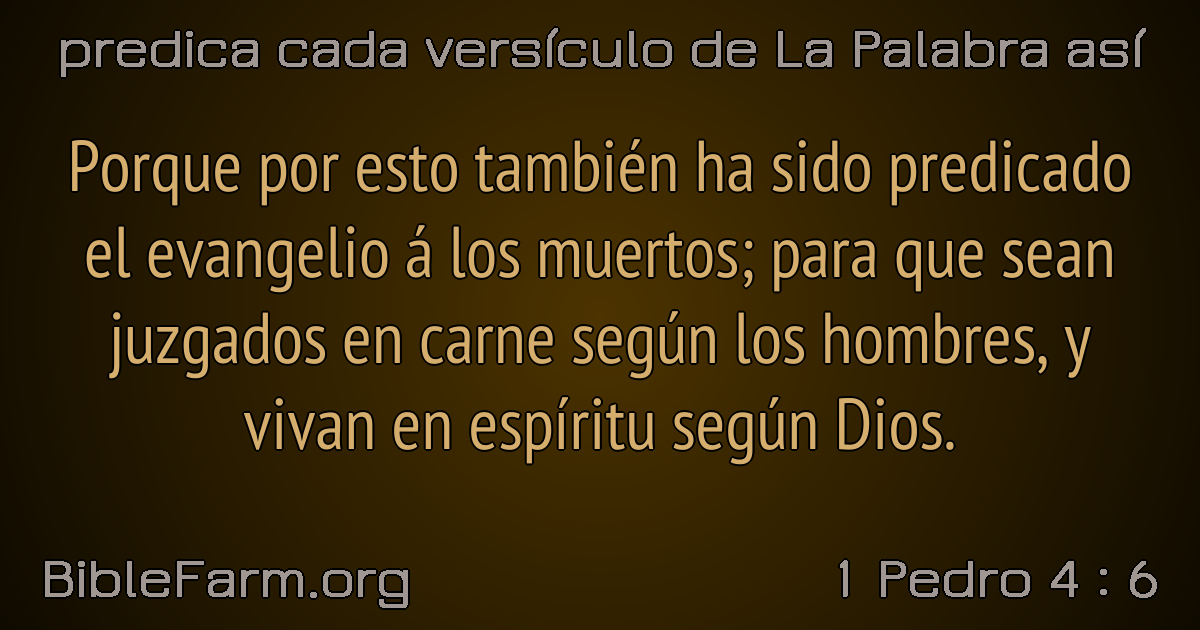 predica cada versículo de La Palabra así
Porque por esto también ha sido predicado
el evangelio á los muertos; para que sean
juzgados en carne según los hombres, y
vivan en espíritu según Dios.
BibleFarm.org
1 Pedro 4 : 6